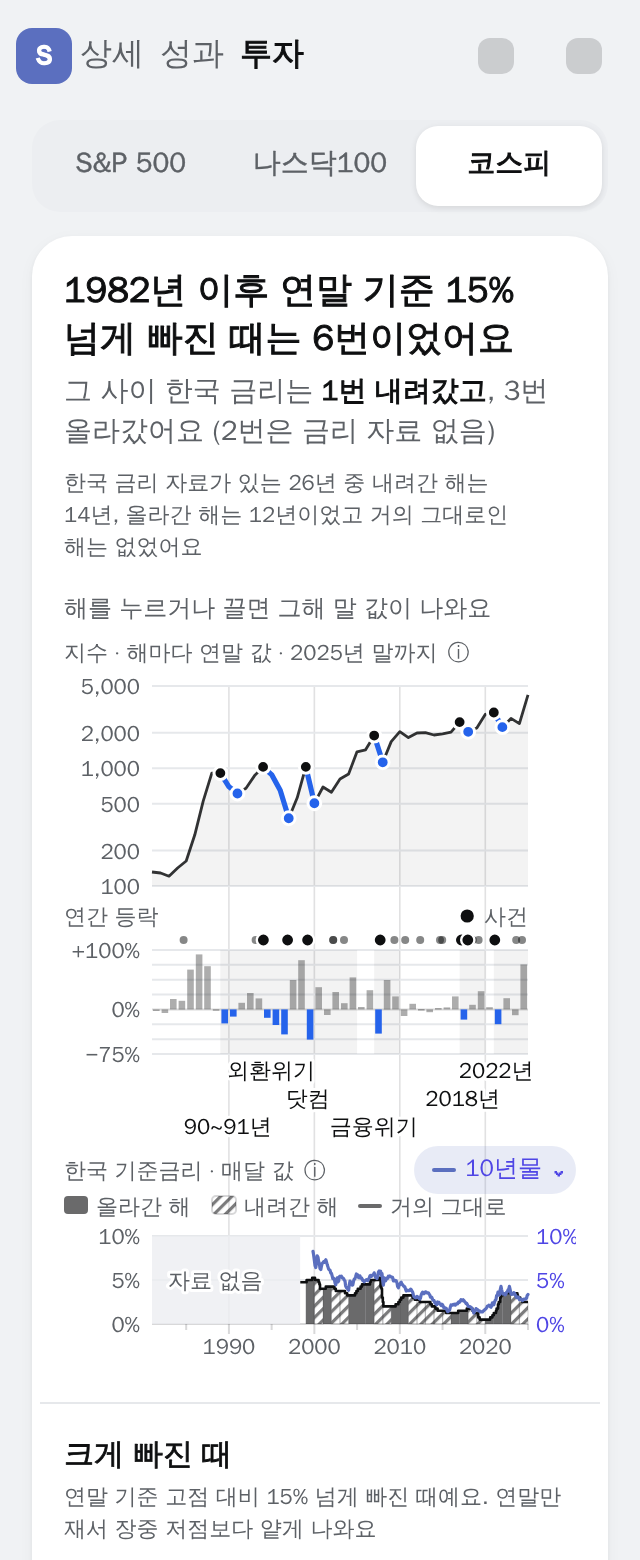 S 상세 성과 투자
S&P 500 나스닥100 코스피
1982년 이후 연말 기준 15%
넘게 빠진 때는 6번이었어요
그 사이 한국 금리는 1번 내려갔고, 3번
올라갔어요 (2번은 금리 자료 없음)
한국 금리 자료가 있는 26년 중 내려간 해는
14년, 올라간 해는 12년이었고 거의 그대로인
해는 없었어요
해를 누르거나 끌면 그해 말 값이 나와요
지수 · 해마다 연말 값 · 2025년 말까지 ⓘ
5,000
2,000
1,000
500
200
100
연간 등락 사건
+100%
0%
−75%
외환위기 2022년
닷컴 2018년
90~91년 금융위기
한국 기준금리 · 매달 값 ⓘ 10년물
올라간 해 내려간 해 거의 그대로
10% 10%
자료 없음 5% 5%
0% 0%
1990 2000 2010 2020
크게 빠진 때
연말 기준 고점 대비 15% 넘게 빠진 때예요. 연말만
재서 장중 저점보다 얕게 나와요